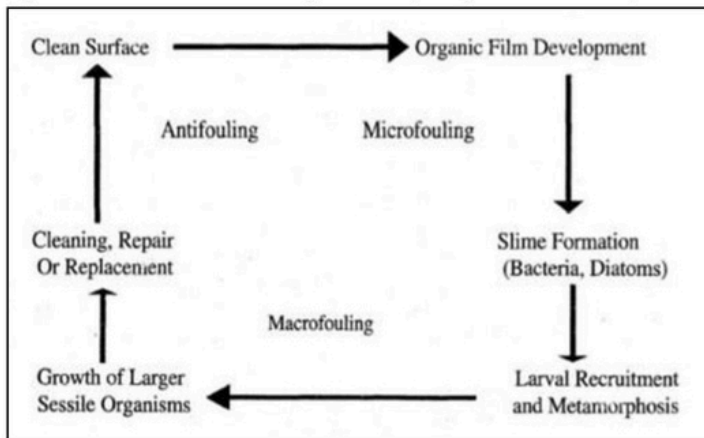 Clean Surface
Organic Film Development
Antifouling
Microfouling
Cleaning, Repair
Or Replacement
Slime Formation
(Bacteria, Diatoms)
Macrofouling
Growth of Larger
Sessile Organisms
Larval Recruitment
and Metamorphosis